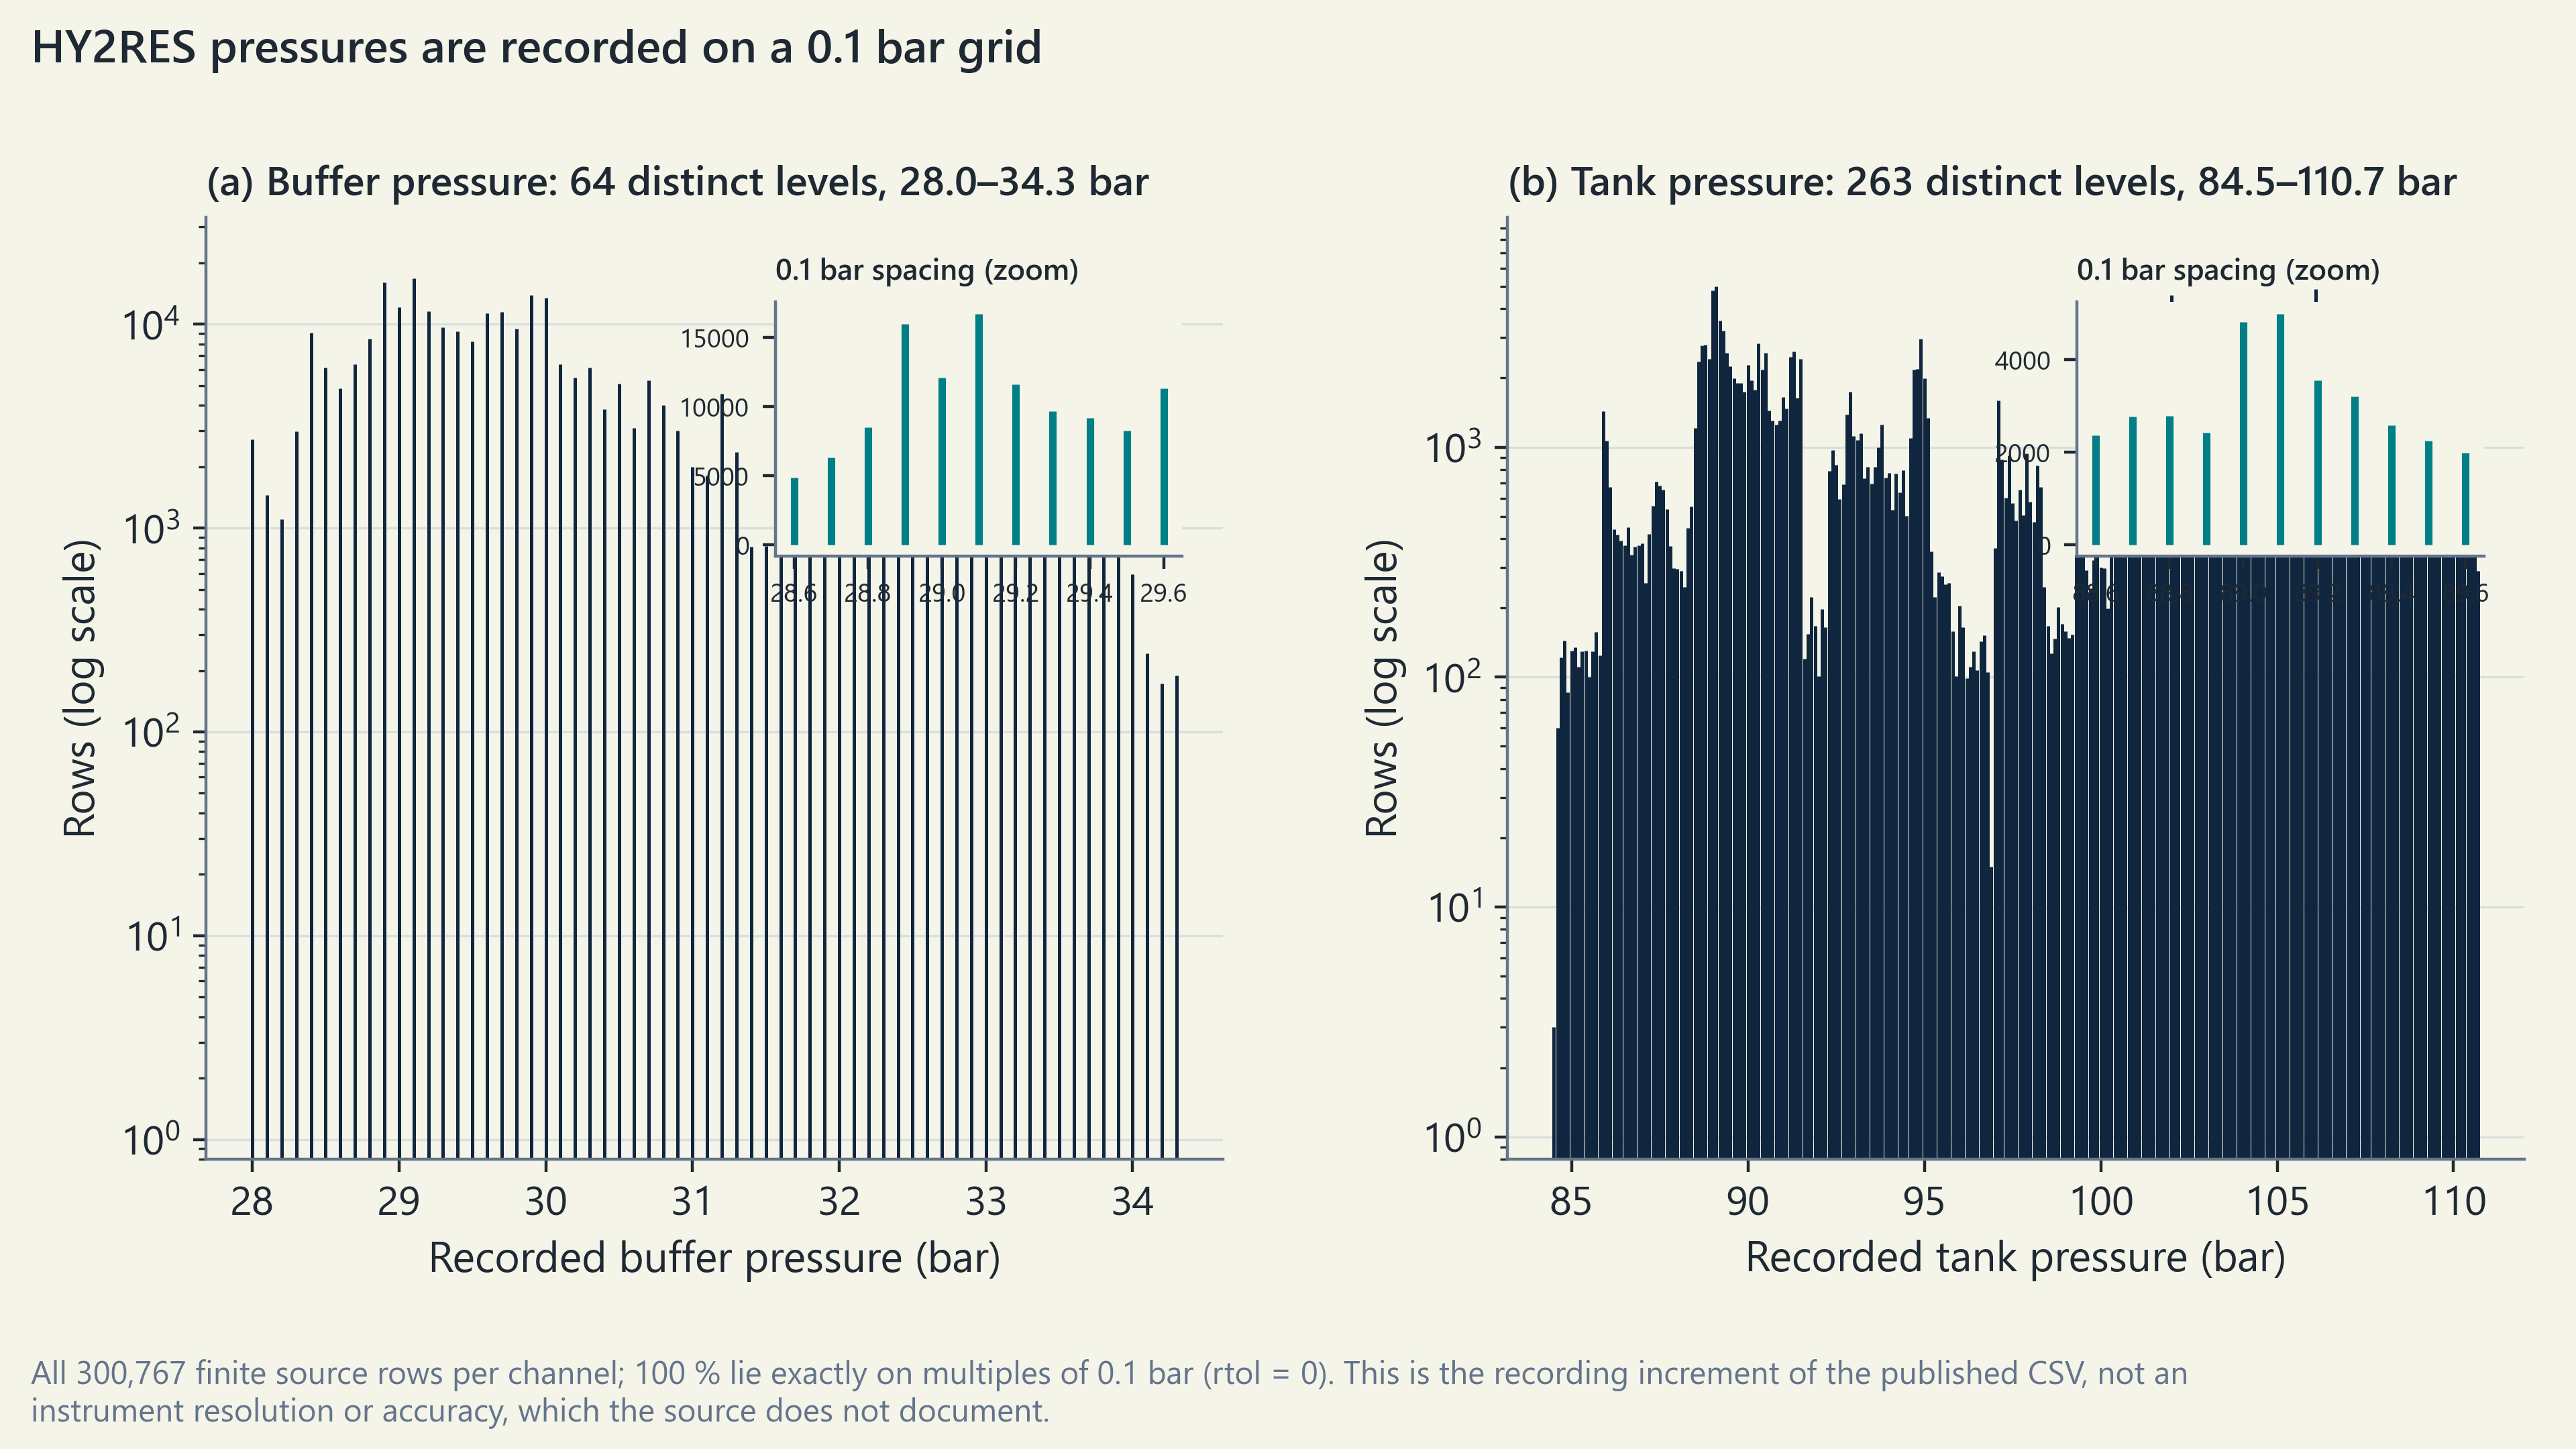 HY2RES pressures are recorded on a 0.1 bar grid
(a) Buffer pressure: 64 distinct levels, 28.0–34.3 bar
0.1 bar spacing (zoom)
15000
10000
5000
0
28.6 28.8 29.0 29.2 29.4 29.6
Rows (log scale)
10⁴
10³
10²
10¹
10⁰
28 29 30 31 32 33 34
Recorded buffer pressure (bar)
(b) Tank pressure: 263 distinct levels, 84.5–110.7 bar
0.1 bar spacing (zoom)
4000
2000
0
Rows (log scale)
10³
10²
10¹
10⁰
85 90 95 100 105 110
Recorded tank pressure (bar)
All 300,767 finite source rows per channel; 100 % lie exactly on multiples of 0.1 bar (rtol = 0). This is the recording increment of the published CSV, not an
instrument resolution or accuracy, which the source does not document.